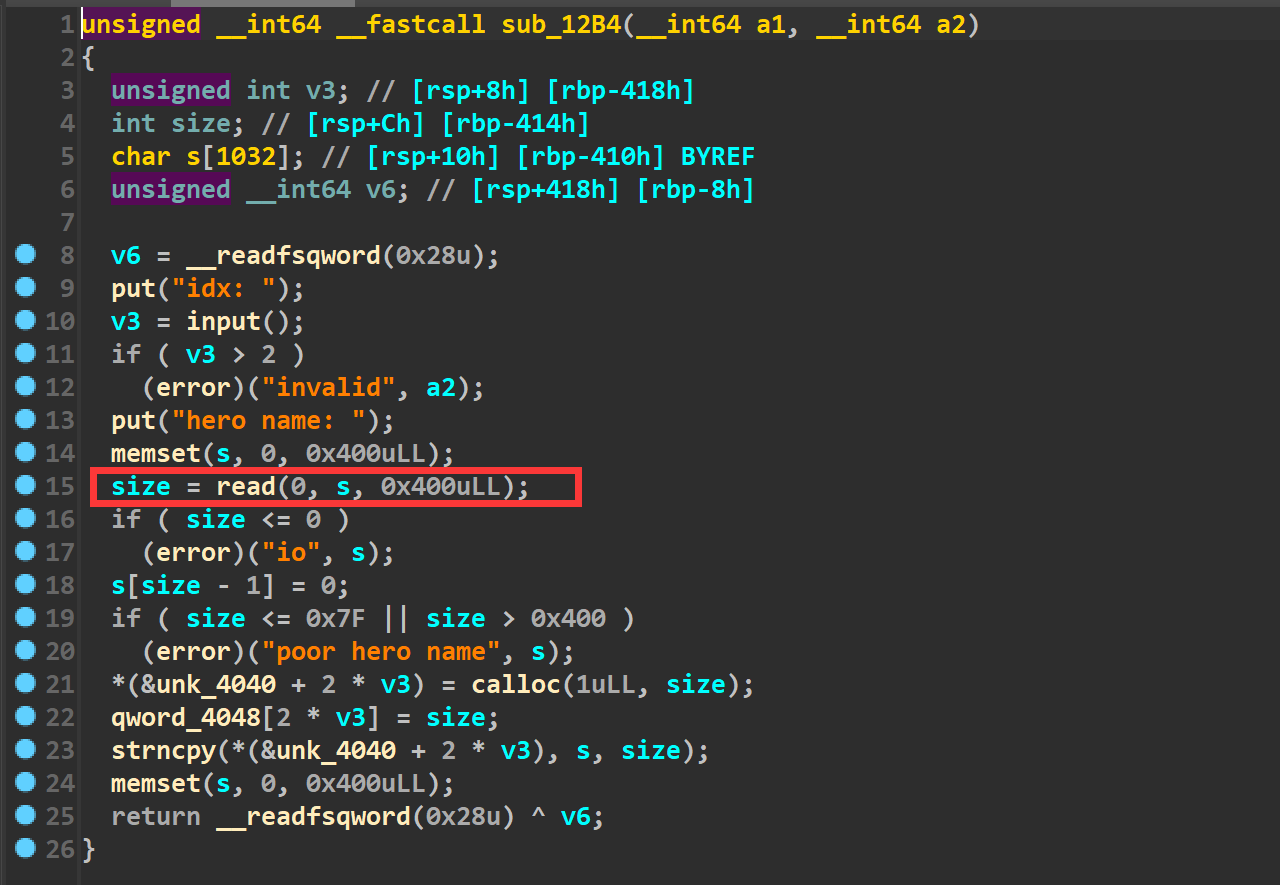 1 unsigned __int64 __fastcall sub_12B4(__int64 a1, __int64 a2)
2 {
3 unsigned int v3; // [rsp+8h] [rbp-418h]
4 int size; // [rsp+Ch] [rbp-414h]
5 char s[1032]; // [rsp+10h] [rbp-410h] BYREF
6 unsigned __int64 v6; // [rsp+418h] [rbp-8h]
7
8 v6 = __readfsqword(0x28u);
9 put("idx: ");
10 v3 = input();
11 if ( v3 > 2 )
12 (error)("invalid", a2);
13 put("hero name: ");
14 memset(s, 0, 0x400uLL);
15 size = read(0, s, 0x400uLL);
16 if ( size <= 0 )
17 (error)("io", s);
18 s[size - 1] = 0;
19 if ( size <= 0x7F || size > 0x400 )
20 (error)("poor hero name", s);
21 *(&unk_4040 + 2 * v3) = calloc(1uLL, size);
22 qword_4048[2 * v3] = size;
23 strncpy(*(&unk_4040 + 2 * v3), s, size);
24 memset(s, 0, 0x400uLL);
25 return __readfsqword(0x28u) ^ v6;
26 }